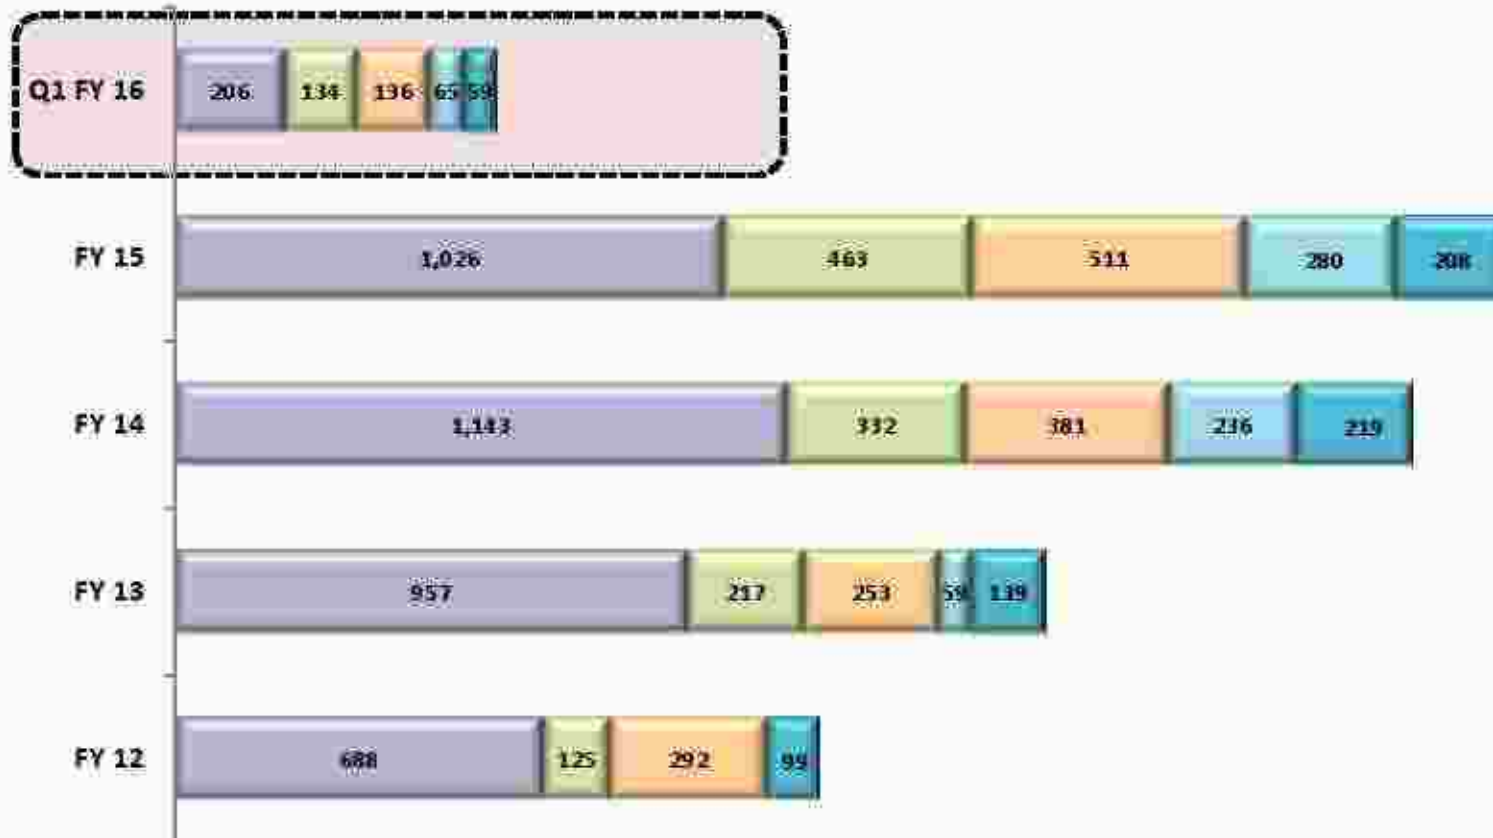 Q1 FY 16 206 134 136 65 59
FY 15 1,026 463 511 280 208
FY 14 1,143 332 381 236 219
FY 13 957 217 253 59 139
FY 12 688 125 292 99